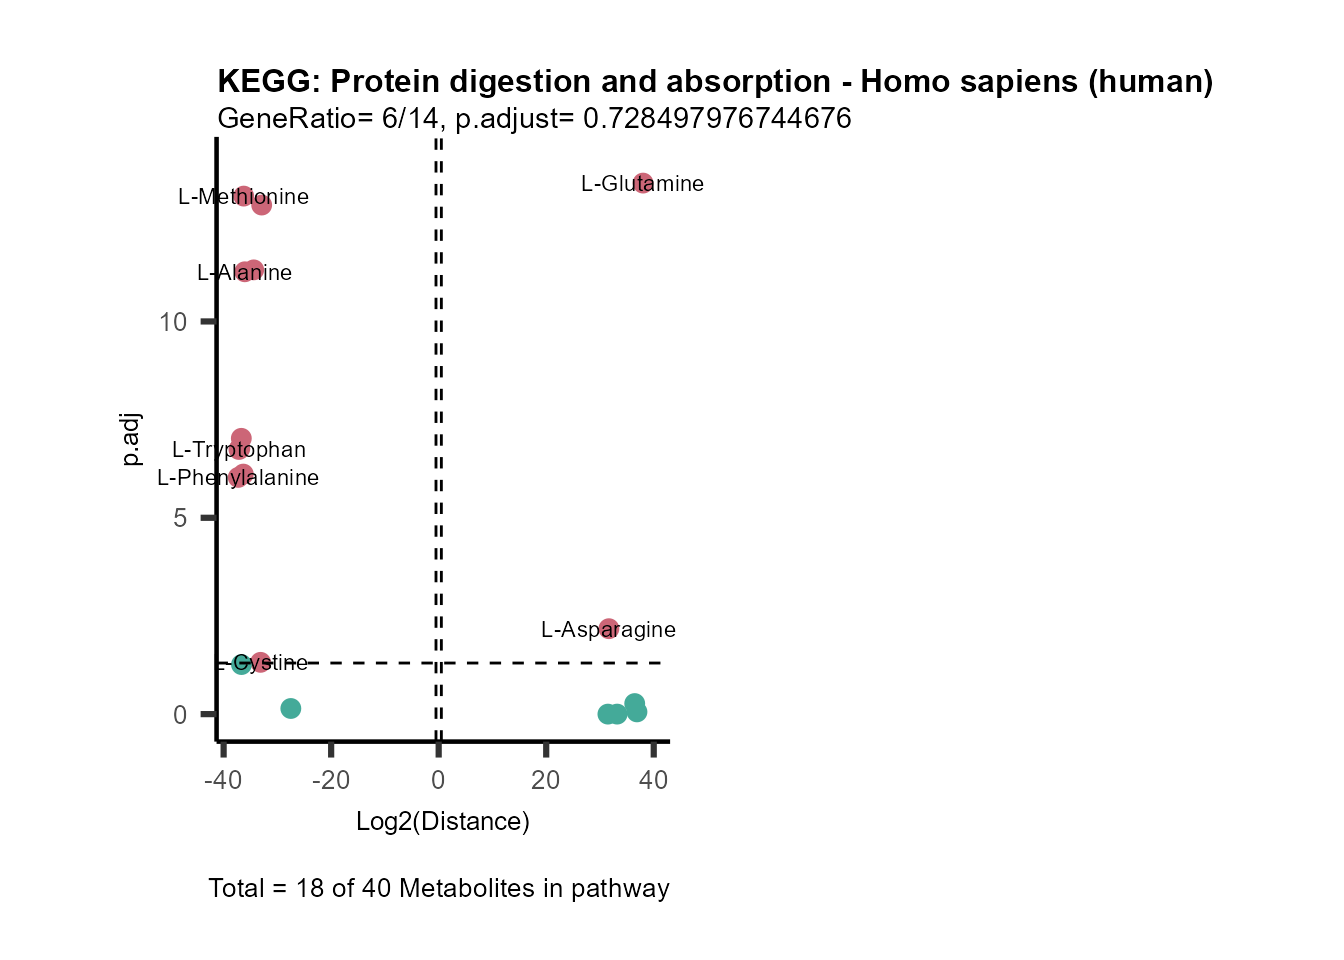 KEGG: Protein digestion and absorption - Homo sapiens (human)
GeneRatio= 6/14, p.adjust= 0.728497976744676
L-Glutamine
L-Methionine
L-Alanine
10
p.adj
L-Tryptophan
L-Phenylalanine
5
L-Asparagine
L-Cystine
0
-40 -20 0 20 40
Log2(Distance)
Total = 18 of 40 Metabolites in pathway